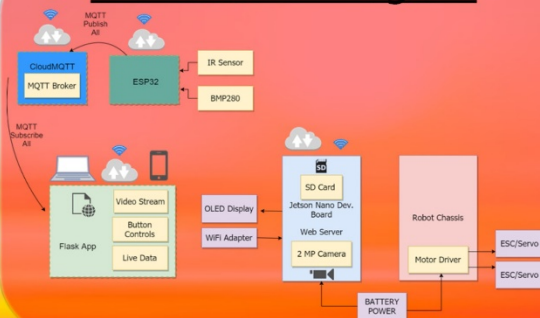 MQTT
Publish
All
CloudMQTT
MQTT Broker
ESP32
IR Sensor
BMP280
MQTT
Subscribe
All
Flask App
Video Stream
Button
Controls
Live Data
OLED Display
WiFi Adapter
SD
SD Card
Jetson Nano Dev.
Board
Web Server
2 MP Camera
Robot Chassis
Motor Driver
ESC/Servo
ESC/Servo
BATTERY
POWER